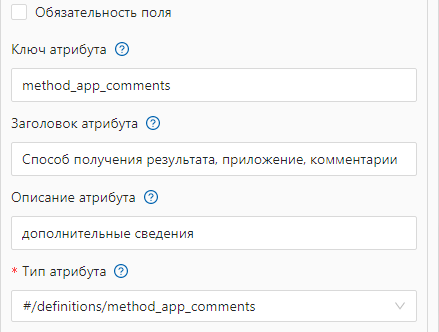 Обязательность поля
Ключ атрибута
method_app_comments
Заголовок атрибута
Способ получения результата, приложение, комментарии
Описание атрибута
дополнительные сведения
* Тип атрибута
#/definitions/method_app_comments